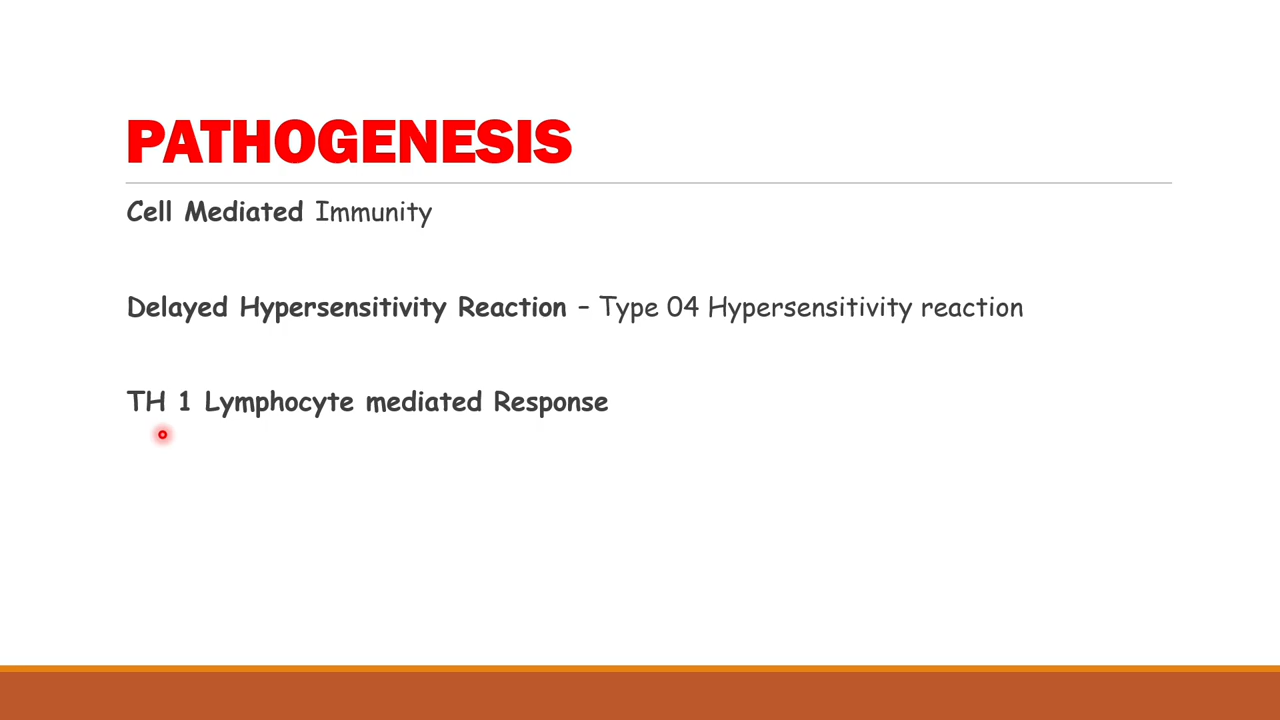 PATHOGENESIS
Cell Mediated Immunity
Delayed Hypersensitivity Reaction – Type 04 Hypersensitivity reaction
TH 1 Lymphocyte mediated Response